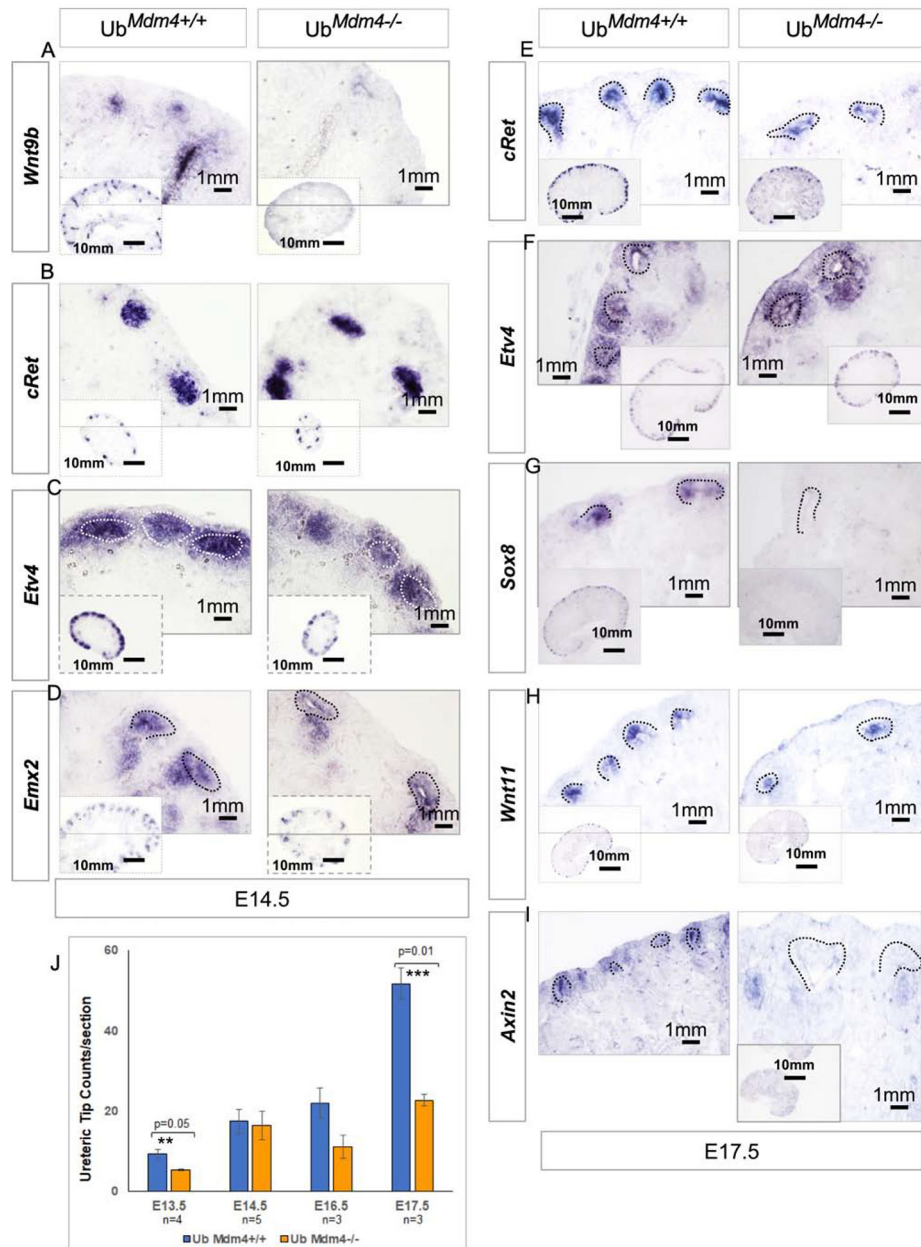 Ub^Mdm4+/+ Ub^Mdm4-/-
A
Wnt9b
1mm 1mm
10mm 10mm
B
cRet
1mm 1mm
10mm 10mm
C
Etv4
1mm 1mm
10mm 10mm
D
Emx2
1mm 1mm
10mm 10mm
E14.5
J
Ureteric Tip Counts/section
60
40
20
0
p=0.05
**
p=0.01
***
E13.5 E14.5 E16.5 E17.5
n=4 n=5 n=3 n=3
Ub Mdm4+/+ Ub Mdm4-/-
Ub^Mdm4+/+ Ub^Mdm4-/-
E
cRet
1mm 1mm
10mm 10mm
F
Etv4
1mm 1mm
10mm 10mm
G
Sox8
1mm 1mm
10mm 10mm
H
Wnt11
1mm 1mm
10mm 10mm
I
Axin2
1mm 10mm
1mm
E17.5